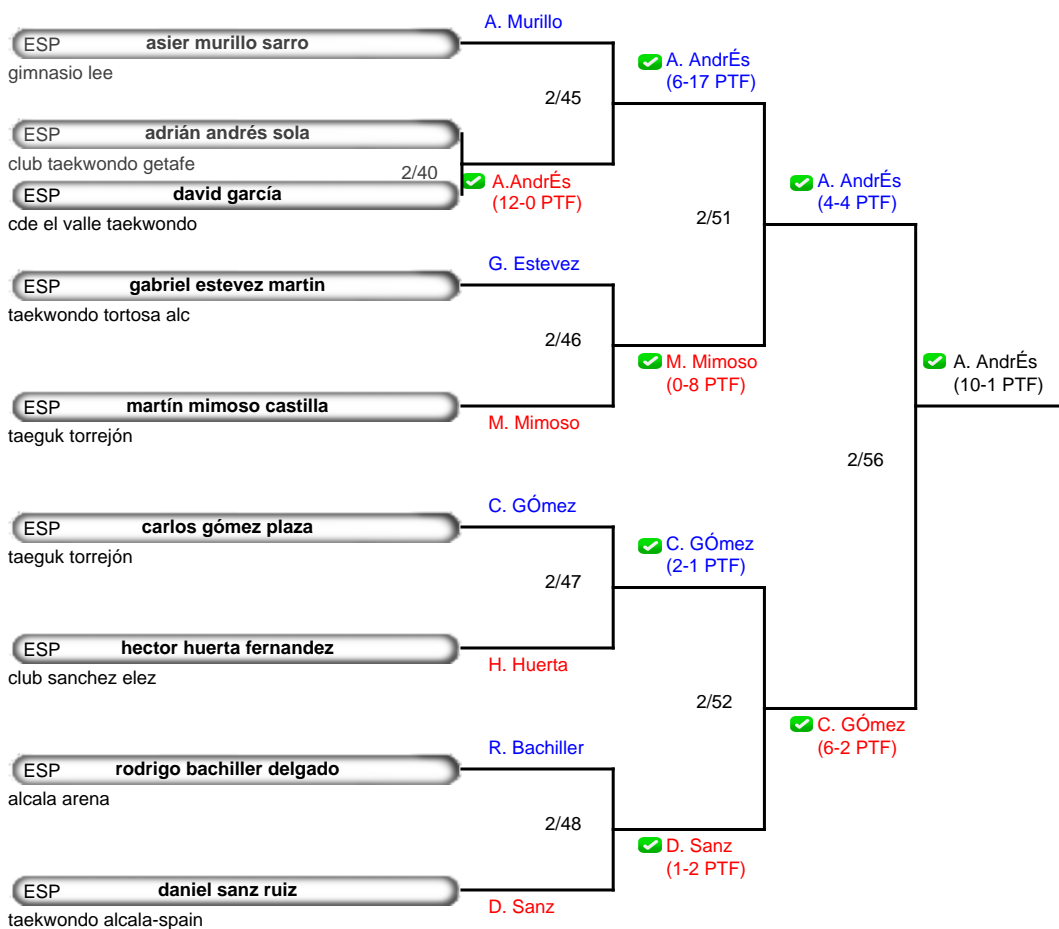 A. Murillo
ESP asier murillo sarro
gimnasio lee
A. AndrÉs
(6-17 PTF)
2/45
ESP adrián andrés sola
club taekwondo getafe
2/40
A.AndrÉs
(12-0 PTF)
ESP david garcía
cde el valle taekwondo
A. AndrÉs
(4-4 PTF)
2/51
G. Estevez
ESP gabriel estevez martin
taekwondo tortosa alc
2/46
M. Mimoso
(0-8 PTF)
A. AndrÉs
(10-1 PTF)
ESP martín mimoso castilla
taeguk torrejón
M. Mimoso
2/56
C. GÓmez
ESP carlos gómez plaza
taeguk torrejón
C. GÓmez
(2-1 PTF)
2/47
ESP hector huerta fernandez
club sanchez elez
H. Huerta
2/52
C. GÓmez
(6-2 PTF)
R. Bachiller
ESP rodrigo bachiller delgado
alcala arena
2/48
D. Sanz
(1-2 PTF)
ESP daniel sanz ruiz
taekwondo alcala-spain
D. Sanz